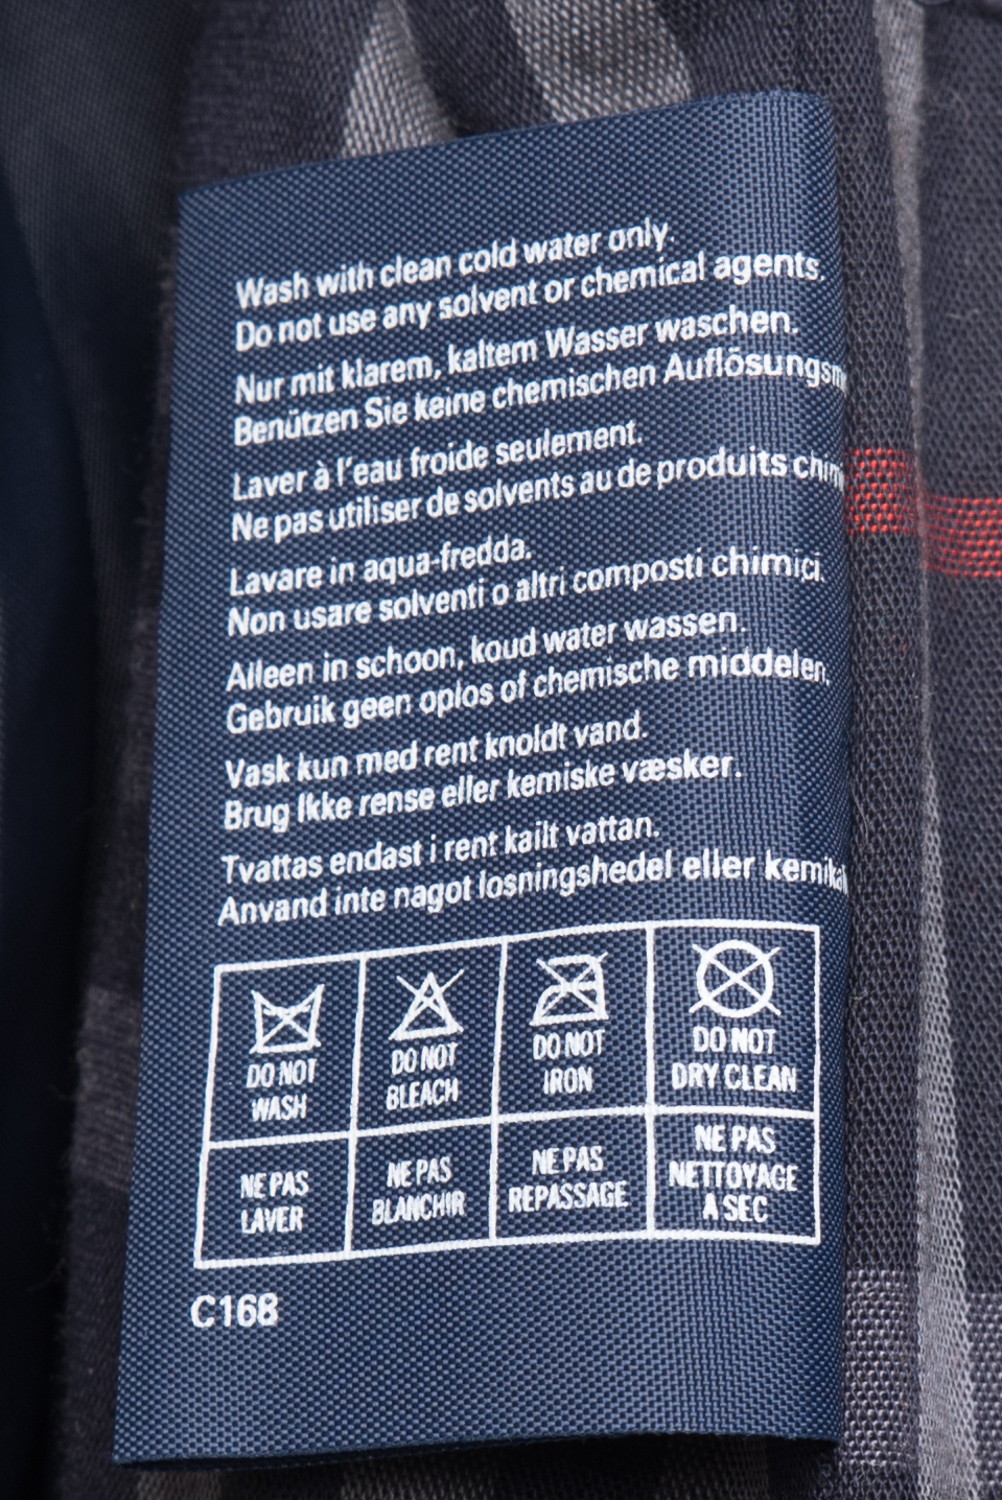 Wash with clean cold water only.
Do not use any solvent or chemical agents.
Nur mit klarem, kaltem Wasser waschen.
Benützen Sie keine chemischen
Laver à l'eau froide seulement.
Ne pas utiliser de solvents au de produits
Lavare in aqua-fredda.
Non usare solventi o altri composti chimici.
Alleen in schoon, koud water wassen.
Gebruik geen oplos of chemische middelen.
Vask kun med rent knoldt vand.
Brug Ikke rense eller kemiske væsker.
Tvattas endast i rent kailt vattan.
Anvand inte nagot losningshedel eller
DO NOT WASH
DO NOT BLEACH
DO NOT IRON
DO NOT DRY CLEAN
NE PAS LAVER
NE PAS BLANCHIR
NE PAS REPASSAGE
NE PAS NETTOYAGE A SEC
C168